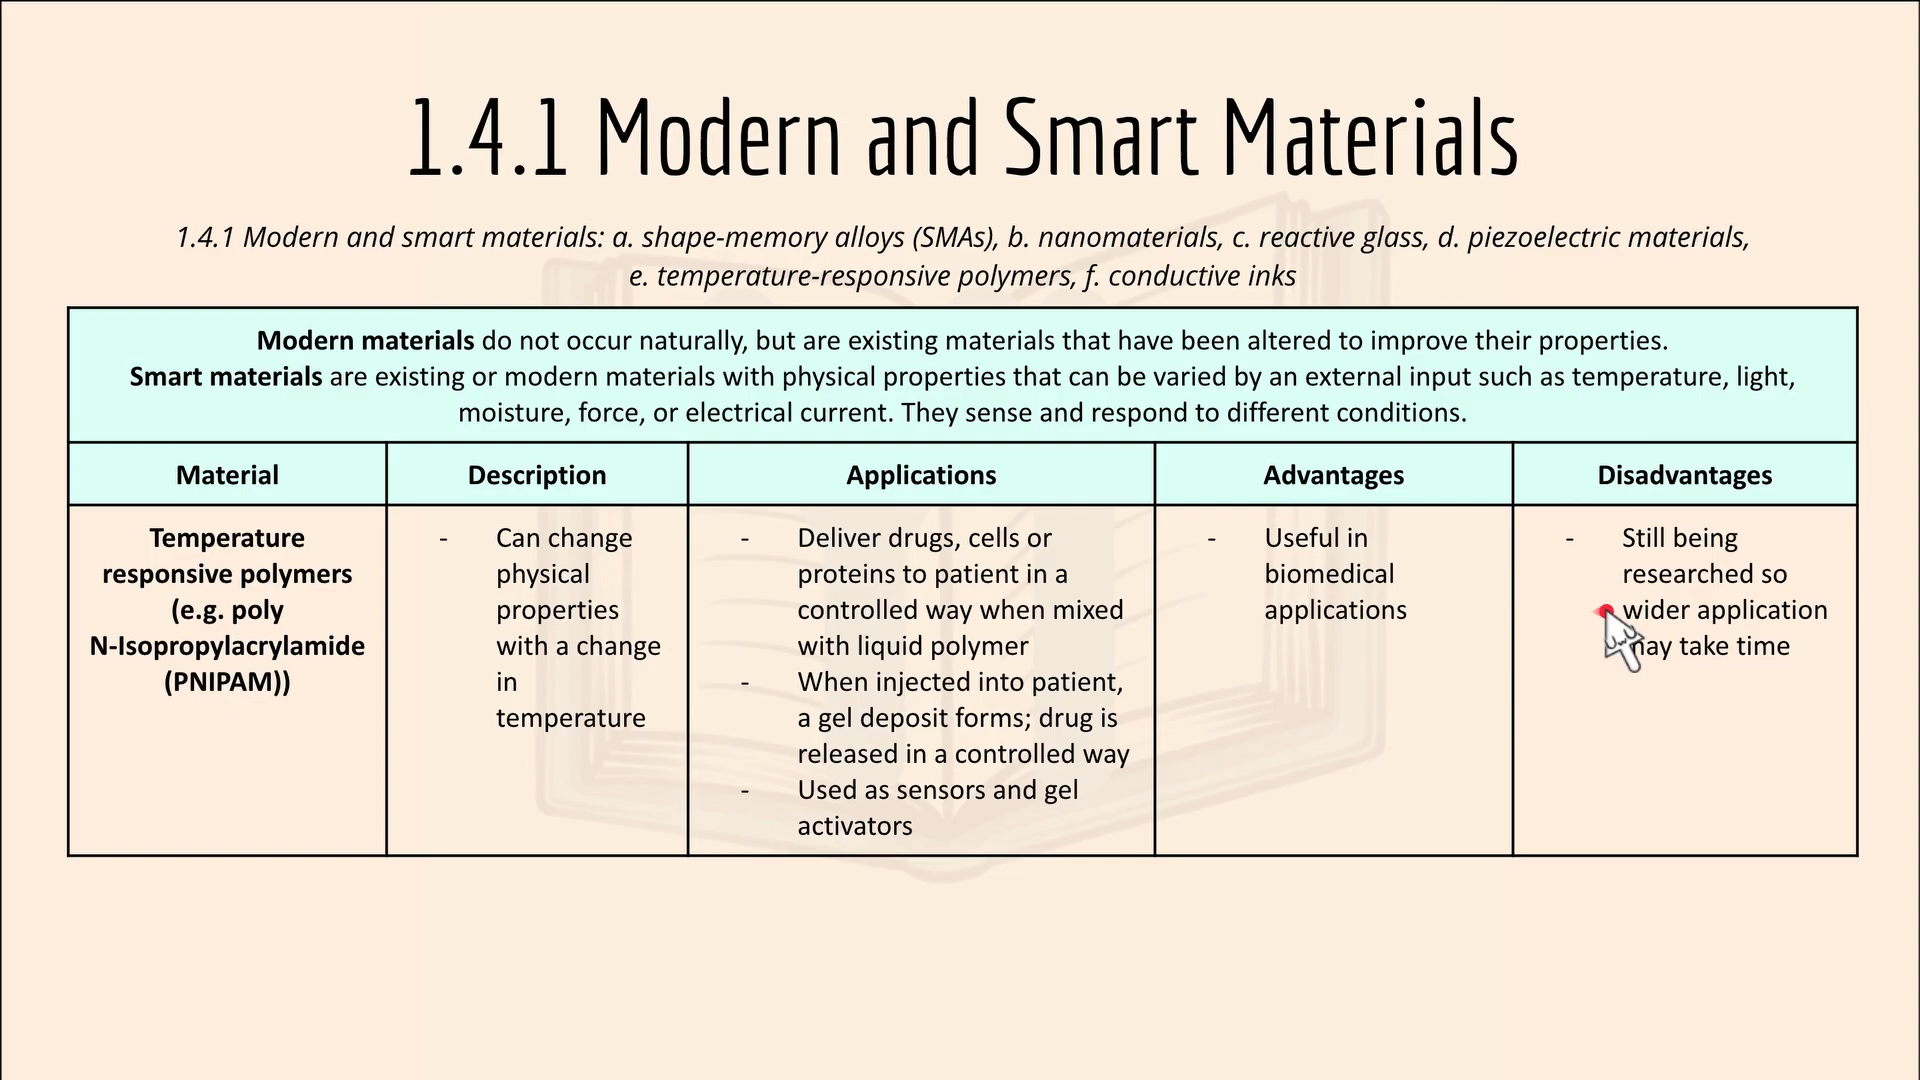 1.4.1 Modern and Smart Materials
1.4.1 Modern and smart materials: a. shape-memory alloys (SMAs), b. nanomaterials, c. reactive glass, d. piezoelectric materials,
e. temperature-responsive polymers, f. conductive inks
Modern materials do not occur naturally, but are existing materials that have been altered to improve their properties.
Smart materials are existing or modern materials with physical properties that can be varied by an external input such as temperature, light,
moisture, force, or electrical current. They sense and respond to different conditions.
Material
Description
Applications
Advantages
Disadvantages
Temperature
responsive polymers
(e.g. poly
N-Isopropylacrylamide
(PNIPAM))
- Can change
physical
properties
with a change
in
temperature
- Deliver drugs, cells or
proteins to patient in a
controlled way when mixed
with liquid polymer
- When injected into patient,
a gel deposit forms; drug is
released in a controlled way
- Used as sensors and gel
activators
- Useful in
biomedical
applications
- Still being
researched so
wider application
may take time